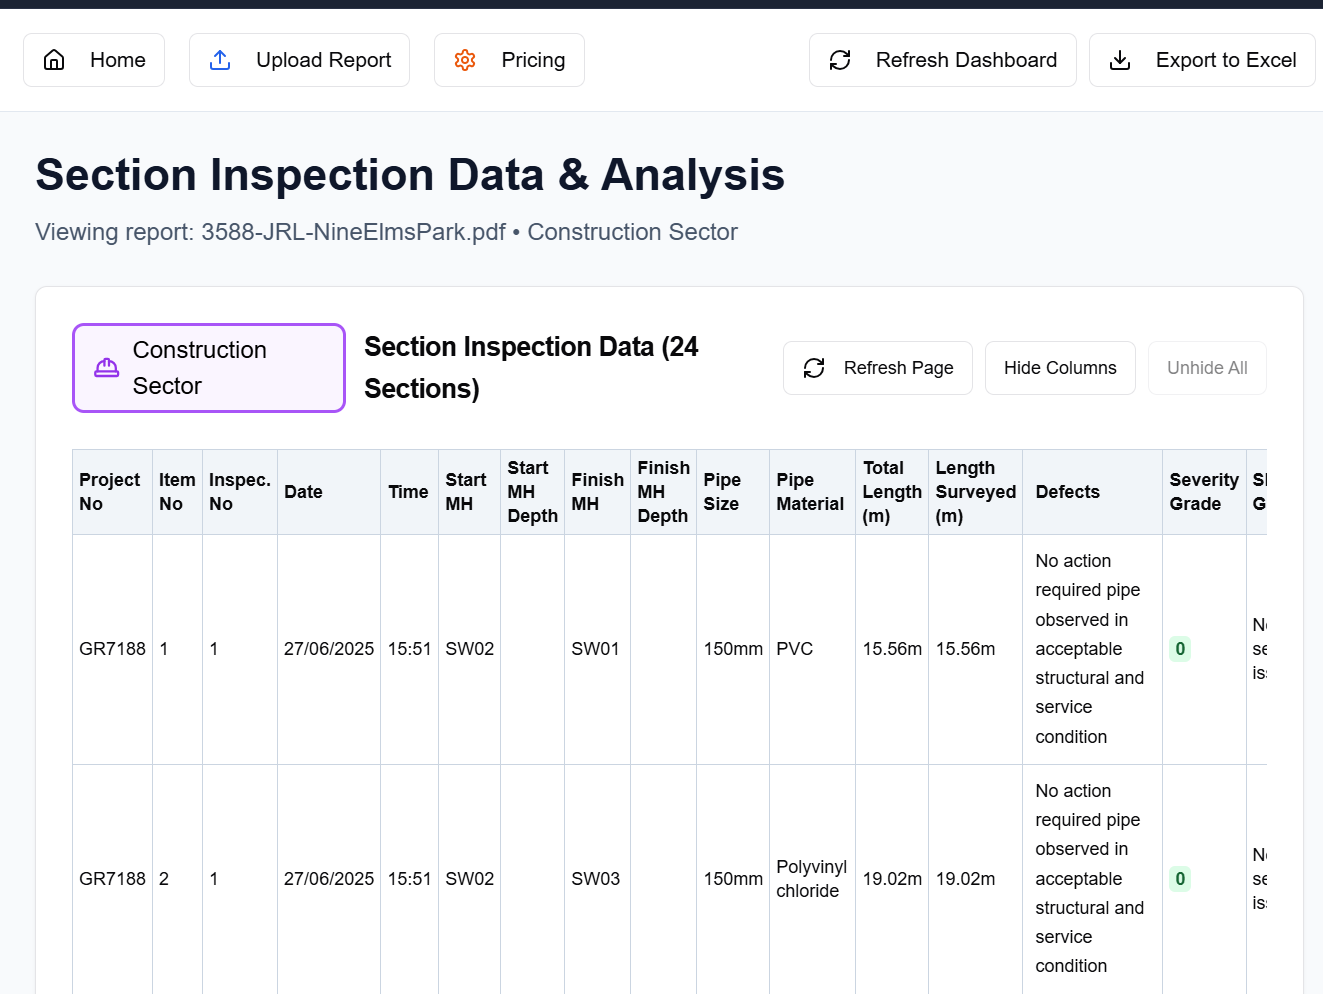 Home
Upload Report
Pricing
Refresh Dashboard
Export to Excel
Section Inspection Data & Analysis
Viewing report: 3588-JRL-NineElmsPark.pdf • Construction Sector
Construction
Sector
Section Inspection Data (24
Sections)
Refresh Page
Hide Columns
Unhide All
Project
No
Item
No
Inspec.
No
Date
Time
Start
MH
Start
MH
Depth
Finish
MH
Finish
MH
Depth
Pipe
Size
Pipe
Material
Total
Length
(m)
Length
Surveyed
(m)
Defects
Severity
Grade
GR7188
1
1
27/06/2025
15:51
SW02
SW01
150mm
PVC
15.56m
15.56m
No action
required pipe
observed in
acceptable
structural and
service
condition
0
GR7188
2
1
27/06/2025
15:51
SW02
SW03
150mm
Polyvinyl
chloride
19.02m
19.02m
No action
required pipe
observed in
acceptable
structural and
service
condition
0